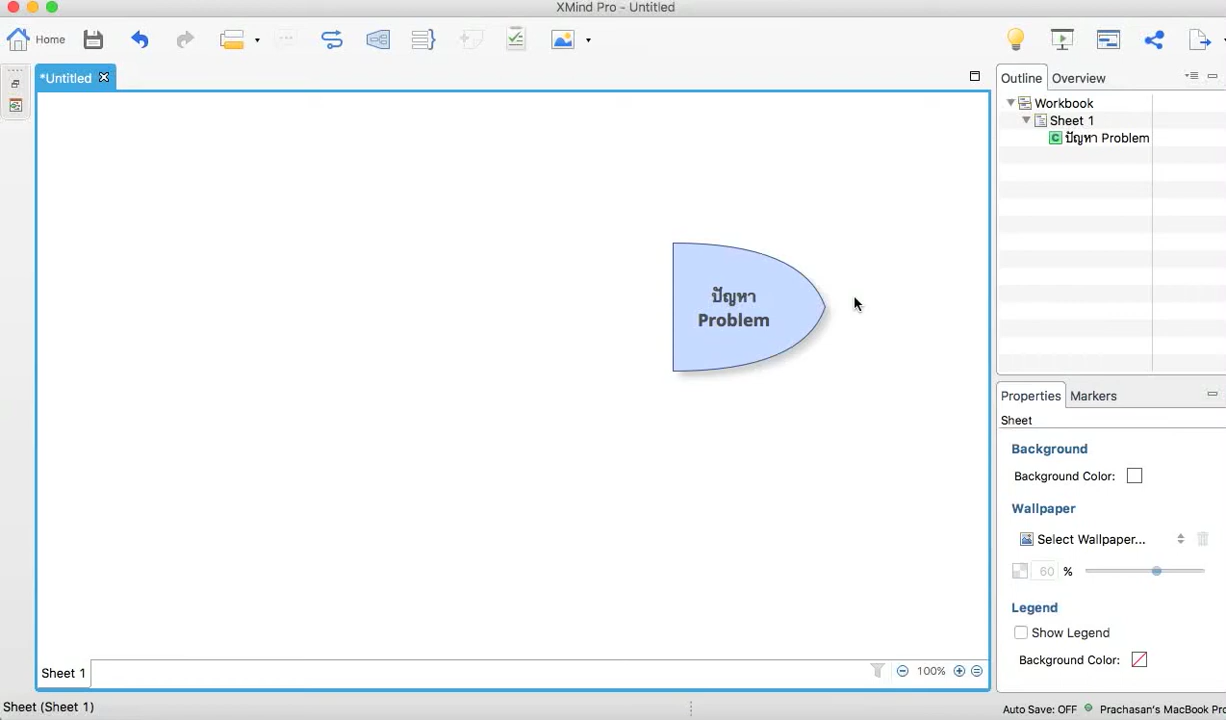 XMind Pro - Untitled
Home
*Untitled
Outline
Overview
Workbook
Sheet 1
C
ปัญหา Problem
ปัญหา
Problem
Properties
Markers
Sheet
Background
Background Color:
Wallpaper
Select Wallpaper...
60 %
Legend
Show Legend
Background Color:
Sheet 1
100%
Sheet (Sheet 1)
Auto Save: OFF
Prachasan's MacBook Pro